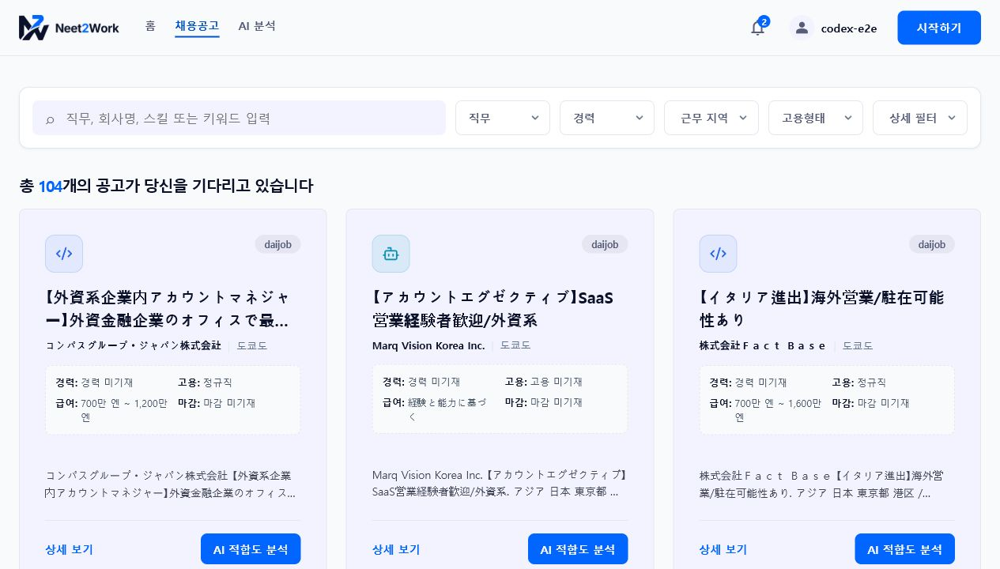 Neet2Work
홈
채용공고
AI 분석
2
codex-e2e
시작하기
직무, 회사명, 스킬 또는 키워드 입력
직무
경력
근무 지역
고용형태
상세 필터
총 104개의 공고가 당신을 기다리고 있습니다
daijob
【外資系企業内アカウントマネジャ
ー】外資金融企業のオフィスで最...
コンパスグループ・ジャパン株式会社
도쿄도
경력: 경력 미기재
고용: 정규직
급여: 700만 엔 ~ 1,200만
엔
마감: 마감 미기재
コンパスグループ・ジャパン株式会社 【外資系企業
内アカウントマネジャー】外資金融企業のオフィス...
상세 보기
AI 적합도 분석
daijob
【アカウントエグゼクティブ】SaaS
営業経験者歓迎/外資系
Marq Vision Korea Inc.
도쿄도
경력: 경력 미기재
고용: 고용 미기재
급여: 経験と能力に基づ
く
마감: 마감 미기재
Marq Vision Korea Inc. 【アカウントエグゼクティブ】
SaaS営業経験者歓迎/外資系. アジア 日本 東京都 ...
상세 보기
AI 적합도 분석
daijob
【イタリア進出】海外営業/駐在可能
性あり
株式会社Ｆａｃｔ Ｂａｓｅ
도쿄도
경력: 경력 미기재
고용: 정규직
급여: 700만 엔 ~ 1,600만
엔
마감: 마감 미기재
株式会社Ｆａｃｔ Ｂａｓｅ 【イタリア進出】海外営
業/駐在可能性あり. アジア 日本 東京都 港区 /...
상세 보기
AI 적합도 분석